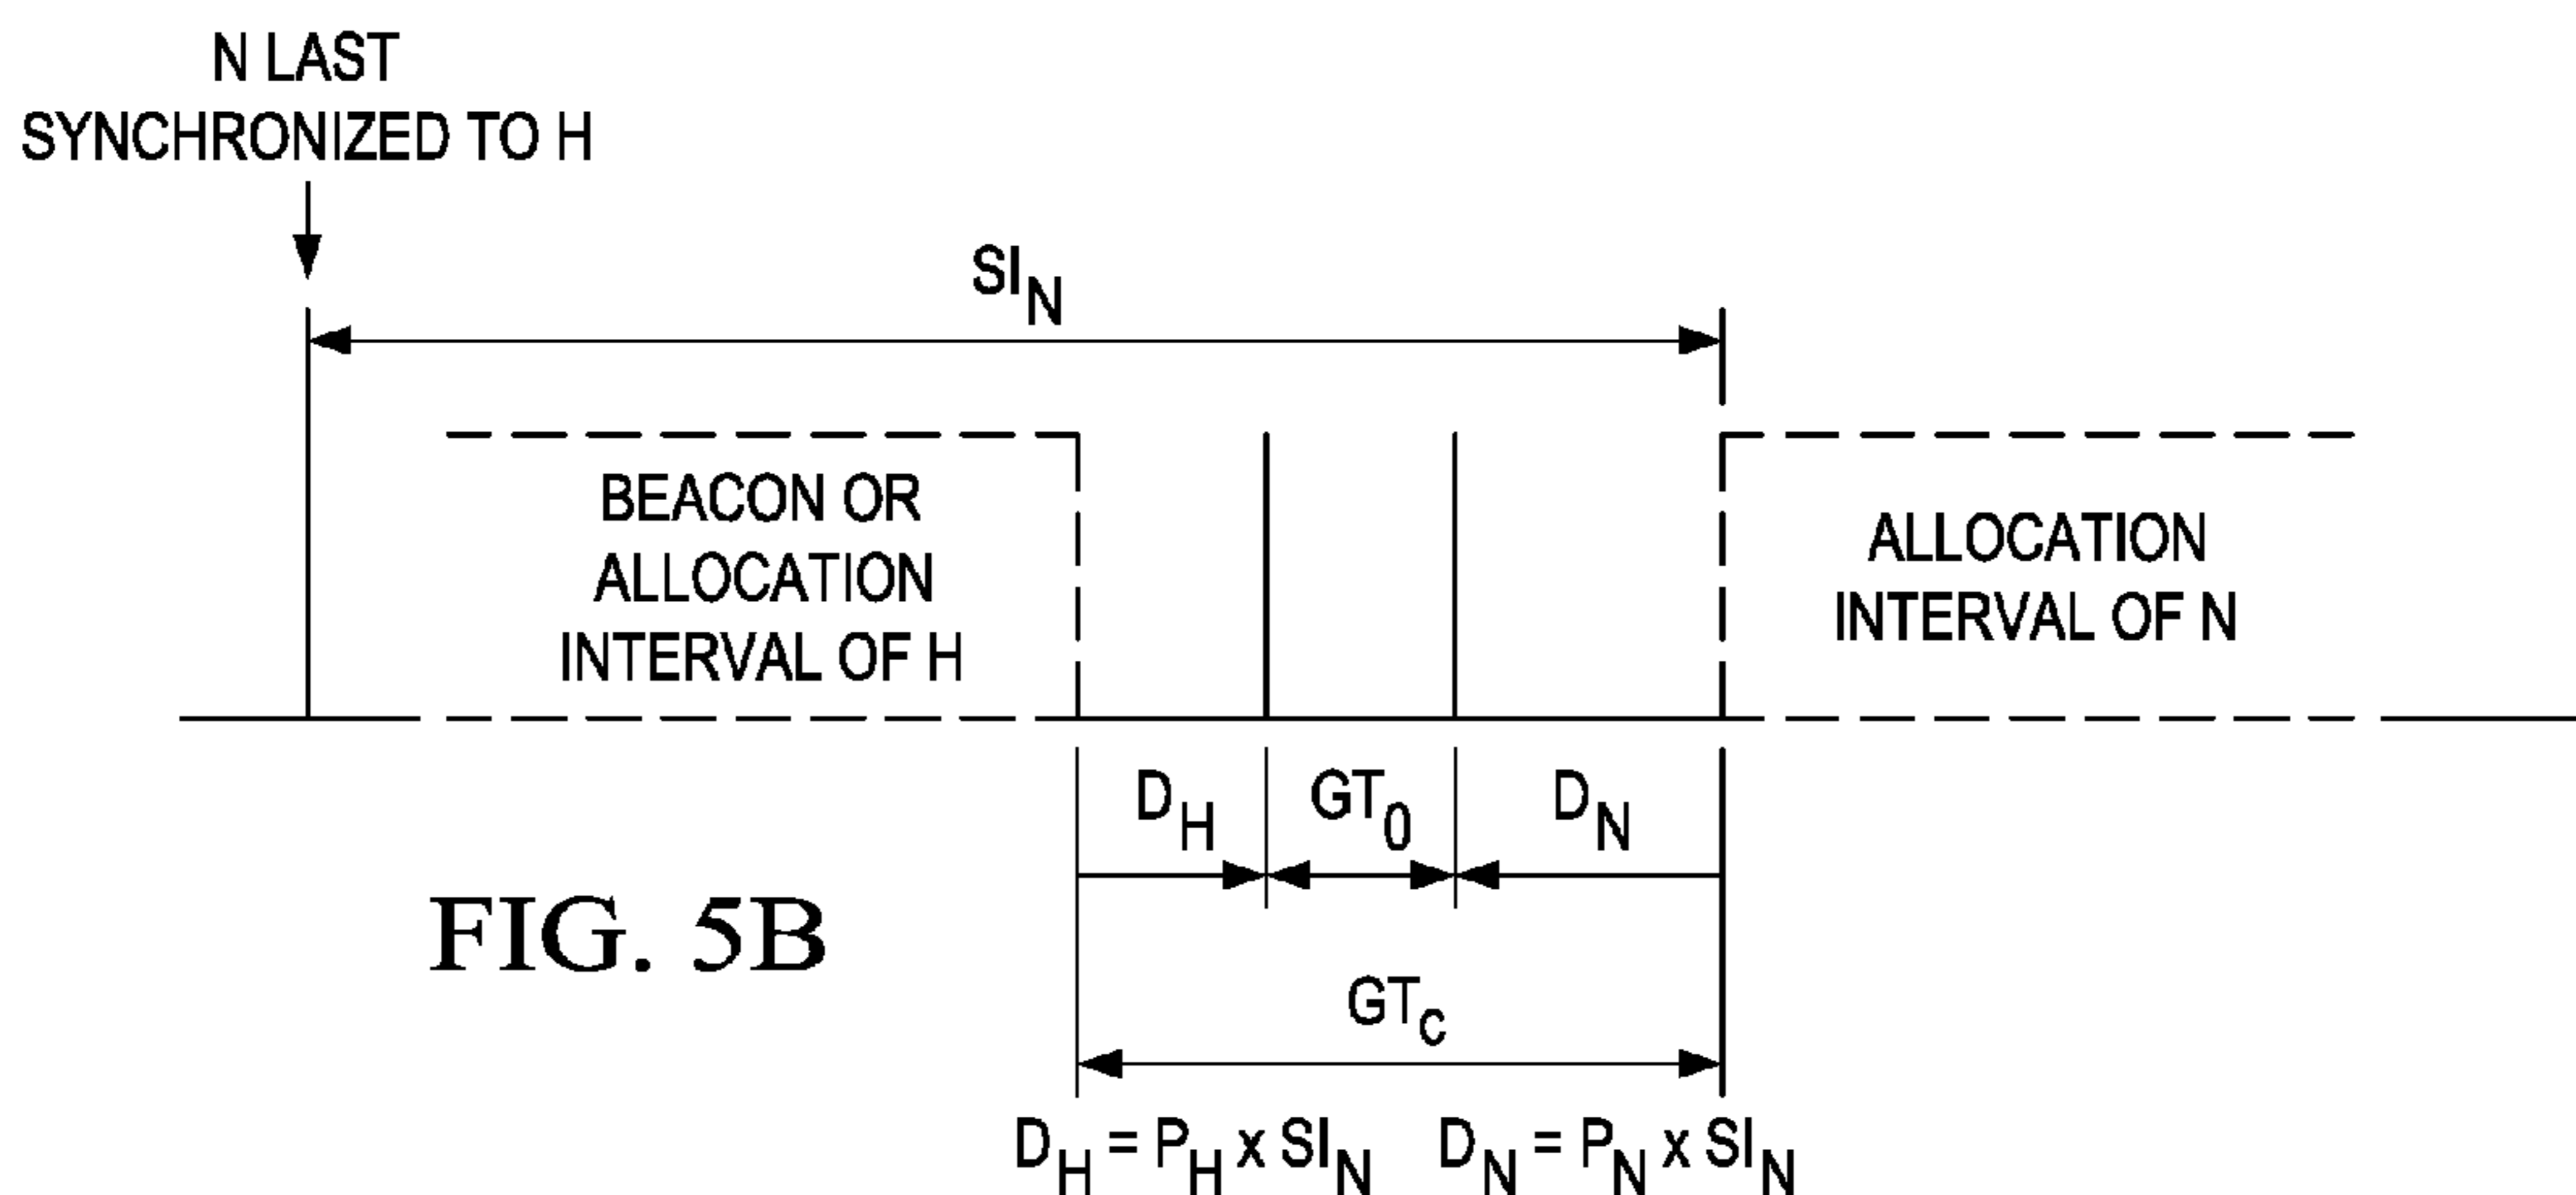 N LAST
SYNCHRONIZED TO H
SI_N
BEACON OR
ALLOCATION
INTERVAL OF H
ALLOCATION
INTERVAL OF N
D_H GT_0 D_N
FIG. 5B
GT_C
D_H = P_H x SI_N D_N = P_N x SI_N